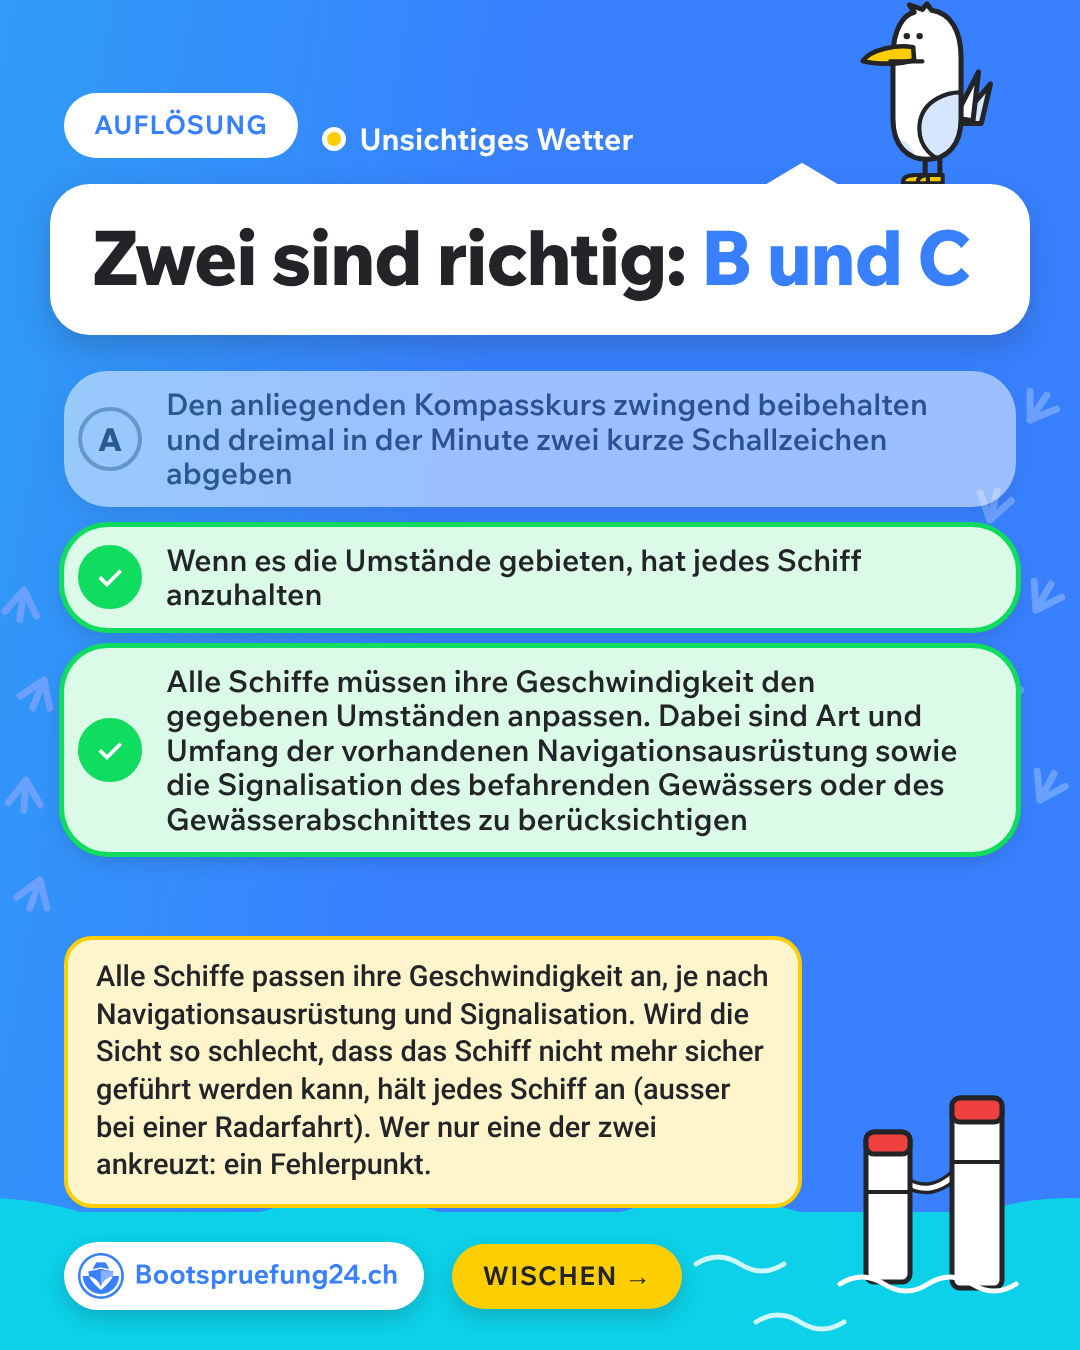 AUFLÖSUNG
Unsichtiges Wetter
Zwei sind richtig: B und C
A
Den anliegenden Kompasskurs zwingend beibehalten
und dreimal in der Minute zwei kurze Schallzeichen
abgeben
Wenn es die Umstände gebieten, hat jedes Schiff
anzuhalten
Alle Schiffe müssen ihre Geschwindigkeit den
gegebenen Umständen anpassen. Dabei sind Art und
Umfang der vorhandenen Navigationsausrüstung sowie
die Signalisation des befahrenden Gewässers oder des
Gewässerabschnittes zu berücksichtigen
Alle Schiffe passen ihre Geschwindigkeit an, je nach
Navigationsausrüstung und Signalisation. Wird die
Sicht so schlecht, dass das Schiff nicht mehr sicher
geführt werden kann, hält jedes Schiff an (ausser
bei einer Radarfahrt). Wer nur eine der zwei
ankreuzt: ein Fehlerpunkt.
Bootspruefung24.ch
WISCHEN →